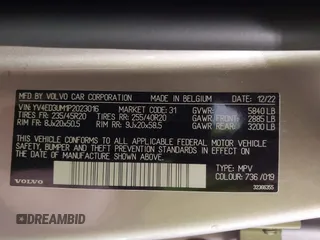 MFD BY VOLVO CAR CORPORATION MADE IN BELGIUM 12/22
VIN: YV4ED3UM1P2023016 MARKET CODE: 31 GVWR: 5840 LB
TIRES FR: 235/45R20 TIRES RR: 255/40R20 GAWR FRONT: 2885 LB
RIM FR: 8Jx20x50.5 RIM RR: 9Jx20x58.5 GAWR REAR: 3200 LB
THIS VEHICLE CONFORMS TO ALL APPLICABLE FEDERAL MOTOR VEHICLE
SAFETY, BUMPER, AND THEFT PREVENTION STANDARDS IN EFFECT ON THE
DATE OF MANUFACTURE SHOWN ABOVE.
TYPE: MPV
VOLVO COLOUR: 736 /019
32308355
DREAMBID